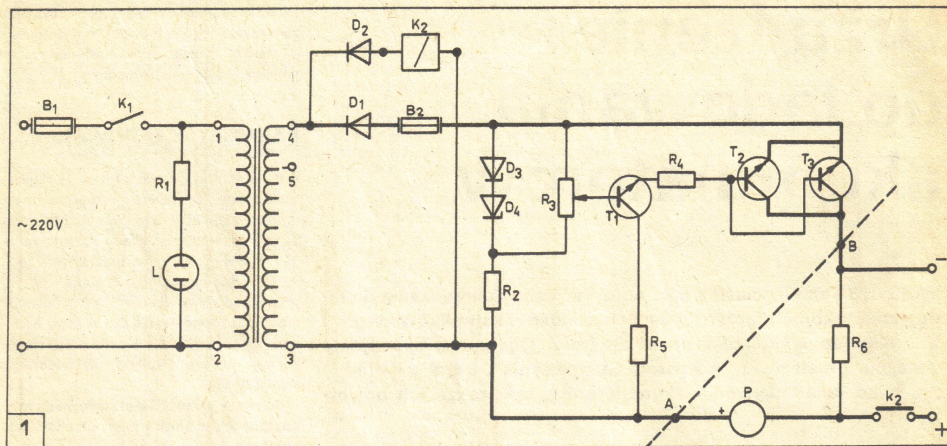 D2 K2
B1 K1 1 4 D1 B2
R1 5 D3 R3 T1 R4 T2 T3
D4
~220V
L R2 B −
2 3 R5 R6
A + P k2 +
1